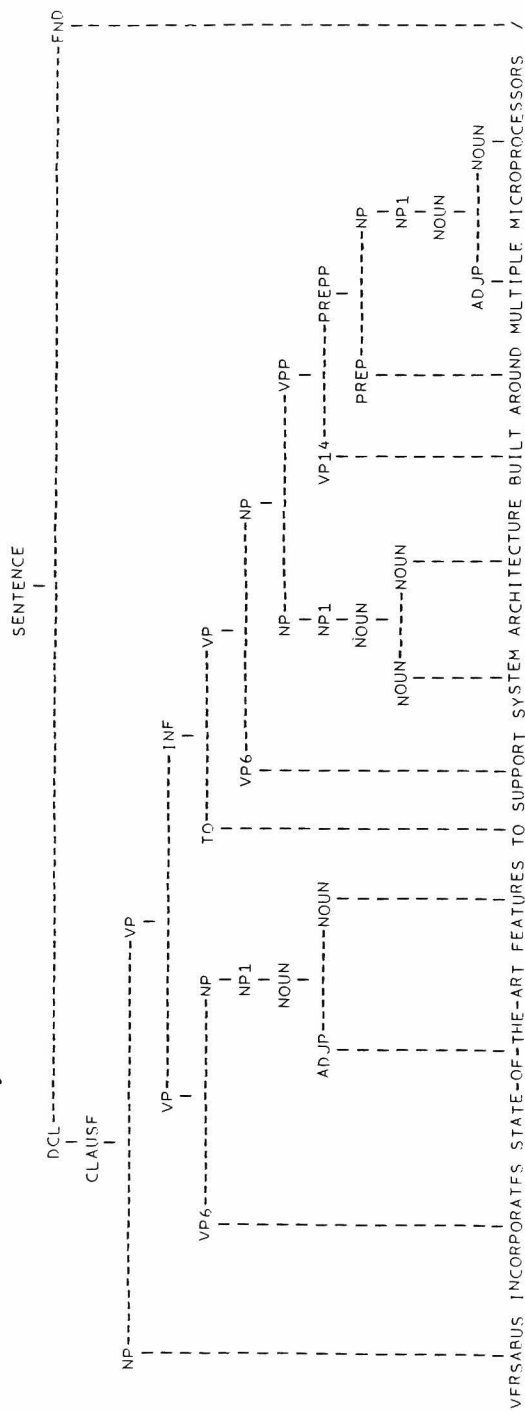 SENTENCE
DCL END
CLAUSE
NP VP
VP INF
VP6 NP TO VP
NP1 VP6 NP
NOUN NP VPP
ADJP NOUN NP1 VP14 PREPP
NOUN PREP NP
NOUN NOUN NP1
NOUN
ADJP NOUN
VERSABUS INCORPORATES STATE-OF-THE-ART FEATURES TO SUPPORT SYSTEM ARCHITECTURE BUILT AROUND MULTIPLE MICROPROCESSORS /